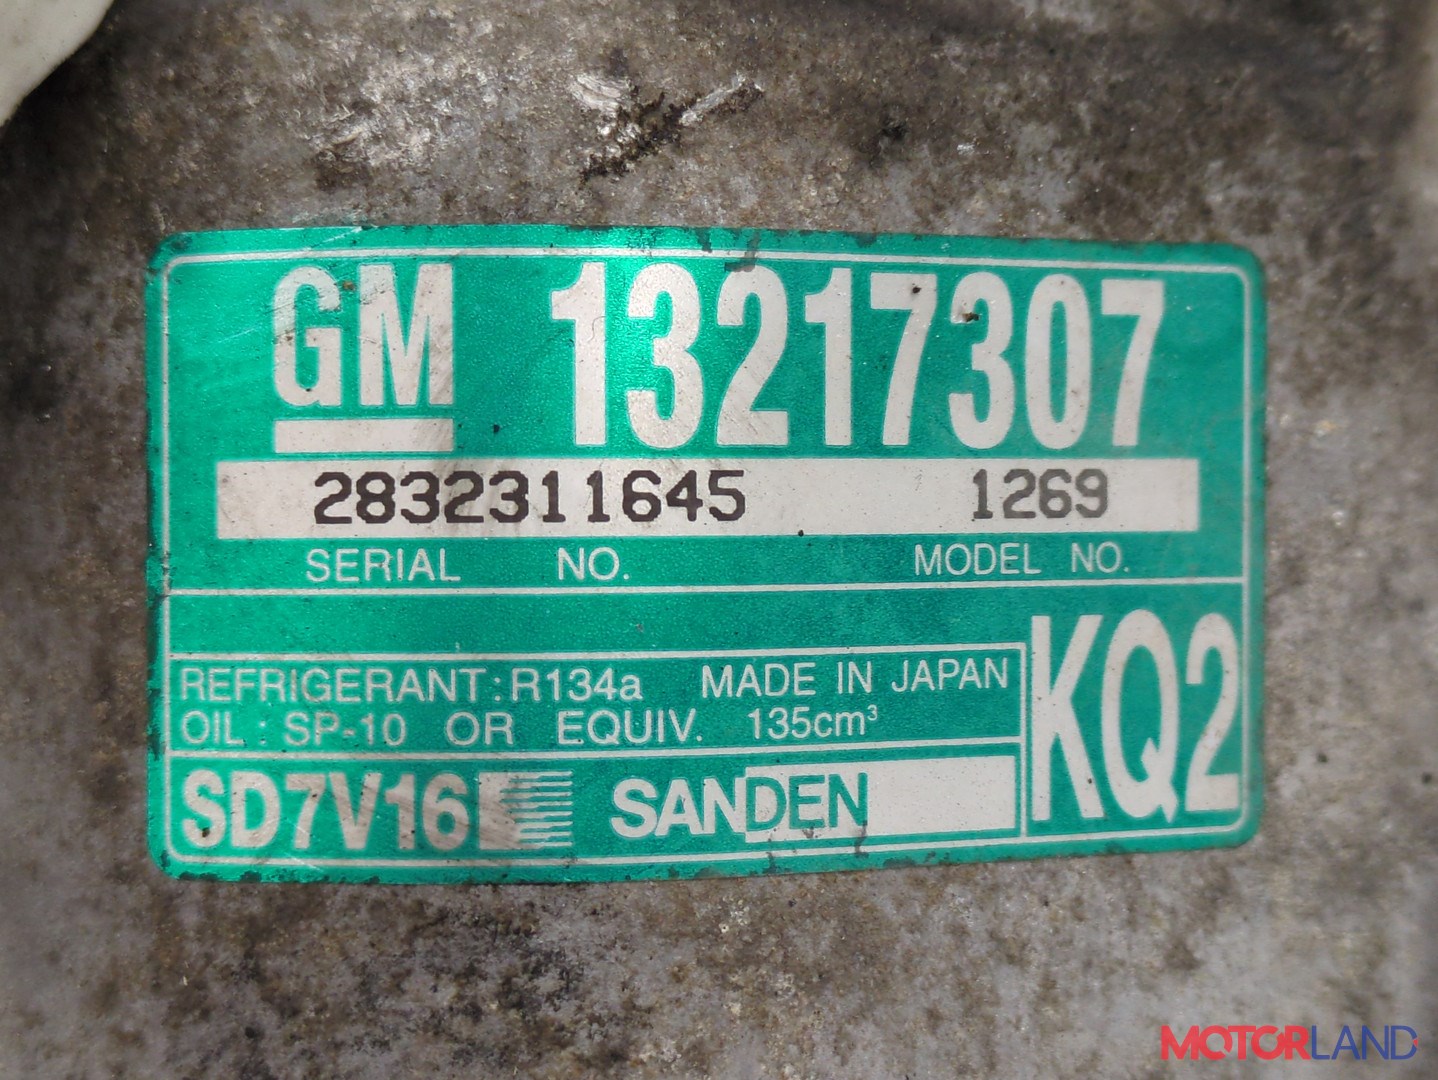 GM 13217307
2832311645 1269
SERIAL NO. MODEL NO.
REFRIGERANT: R134a MADE IN JAPAN
OIL : SP-10 OR EQUIV. 135cm³
KQ2
SD7V16 SANDEN
MOTORLAND